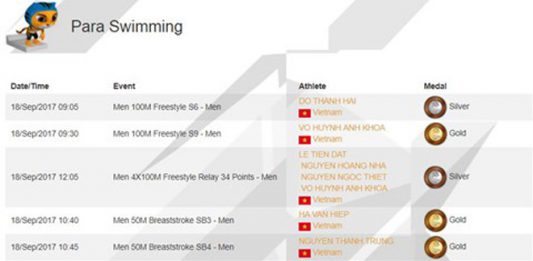 Para Swimming
Date/Time Event Athlete Medal
18/Sep/2017 09:05 Men 100M Freestyle S6 - Men DO THANH HAI Silver
Vietnam
18/Sep/2017 09:30 Men 100M Freestyle S9 - Men VO HUYNH ANH KHOA Gold
Vietnam
LE TIEN DAT
NGUYEN HOANG NHA
18/Sep/2017 12:05 Men 4X100M Freestyle Relay 34 Points - Men NGUYEN NGOC THIET Silver
VO HUYNH ANH KHOA
Vietnam
18/Sep/2017 10:40 Men 50M Breaststroke SB3 - Men HA VAN HIEP Gold
Vietnam
18/Sep/2017 10:45 Men 50M Breaststroke SB4 - Men NGUYEN THANH TRUNG Gold
Vietnam